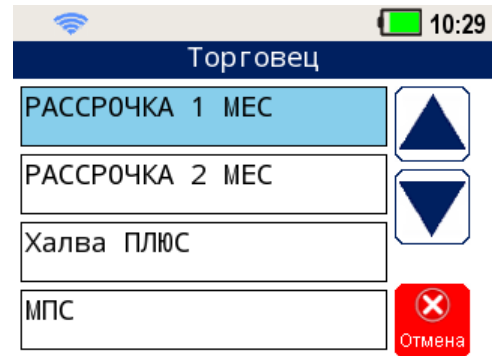 10:29
Торговец
РАССРОЧКА 1 МЕС
РАССРОЧКА 2 МЕС
Халва ПЛЮС
МПС
Отмена